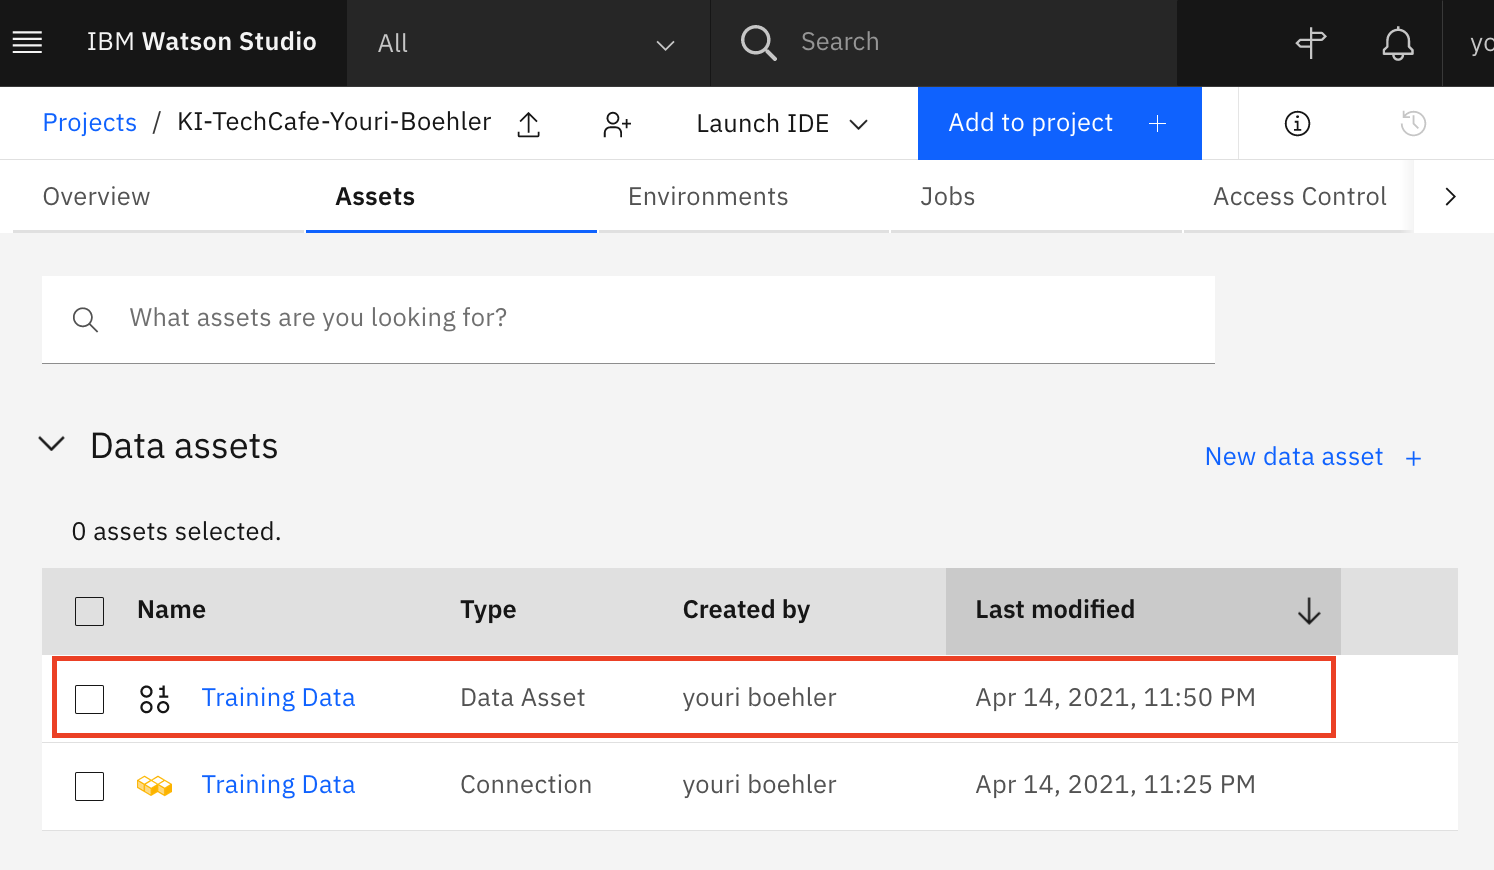 IBM Watson Studio All Search yo
Projects / KI-TechCafe-Youri-Boehler Launch IDE Add to project +
Overview Assets Environments Jobs Access Control
What assets are you looking for?
Data assets
New data asset +
0 assets selected.
Name Type Created by Last modified
Training Data Data Asset youri boehler Apr 14, 2021, 11:50 PM
Training Data Connection youri boehler Apr 14, 2021, 11:25 PM